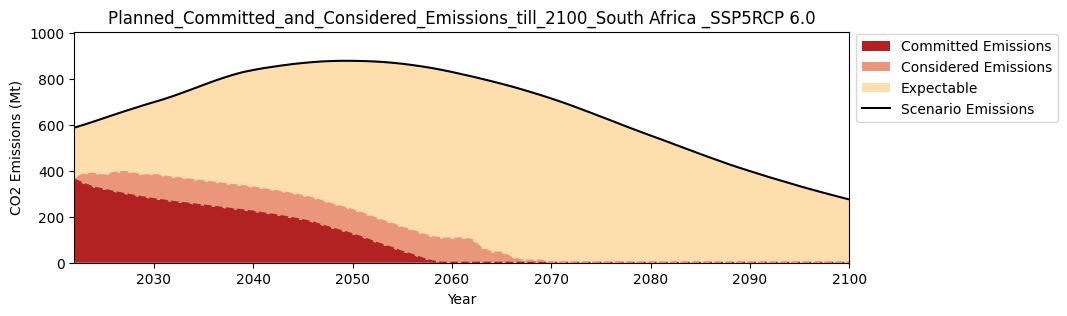 Planned_Committed_and_Considered_Emissions_till_2100_South Africa _SSP5RCP 6.0
1000
800
600
400
200
0
CO2 Emissions (Mt)
2030 2040 2050 2060 2070 2080 2090 2100
Year
Committed Emissions
Considered Emissions
Expectable
Scenario Emissions